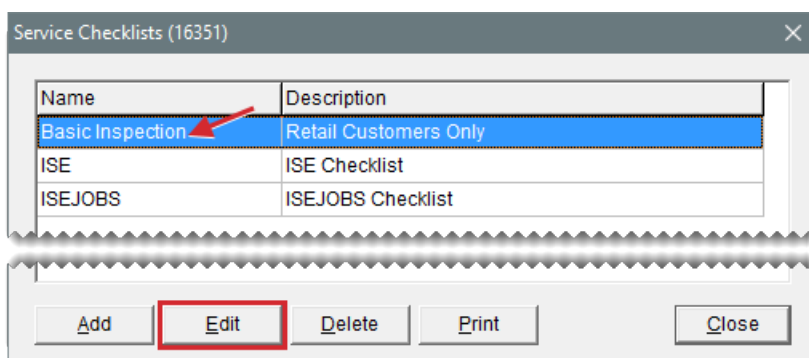 Service Checklists (16351)
Name Description
Basic Inspection Retail Customers Only
ISE ISE Checklist
ISEJOBS ISEJOBS Checklist
Add Edit Delete Print Close